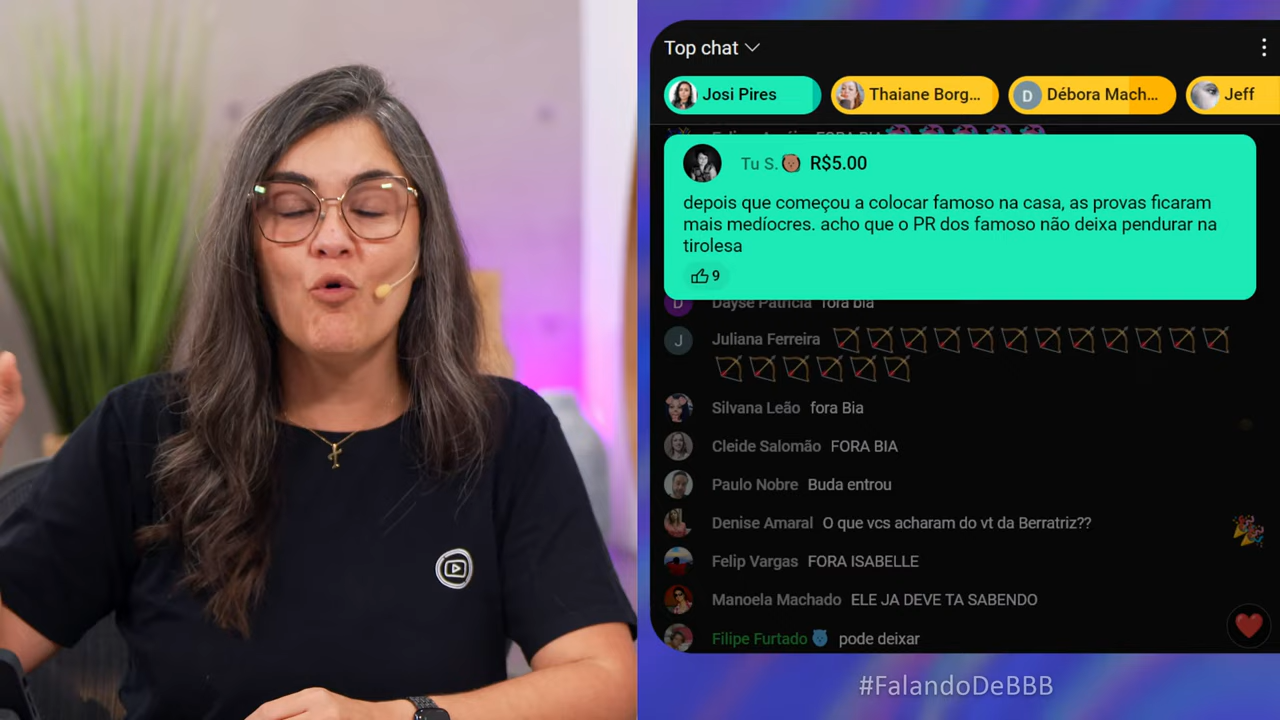 Top chat
Josi Pires
Thaiane Borg...
D
Débora Mach...
Jeff
FORA BIA
Tu S. R$5.00
depois que começou a colocar famoso na casa, as provas ficaram
mais medíocres. acho que o PR dos famoso não deixa pendurar na
tirolesa
9
D Dayse Patricia fora bia
J Juliana Ferreira
Silvana Leão fora Bia
Cleide Salomão FORA BIA
Paulo Nobre Buda entrou
Denise Amaral O que vcs acharam do vt da Berratriz??
Felip Vargas FORA ISABELLE
Manoela Machado ELE JA DEVE TA SABENDO
Filipe Furtado pode deixar
#FalandoDeBBB